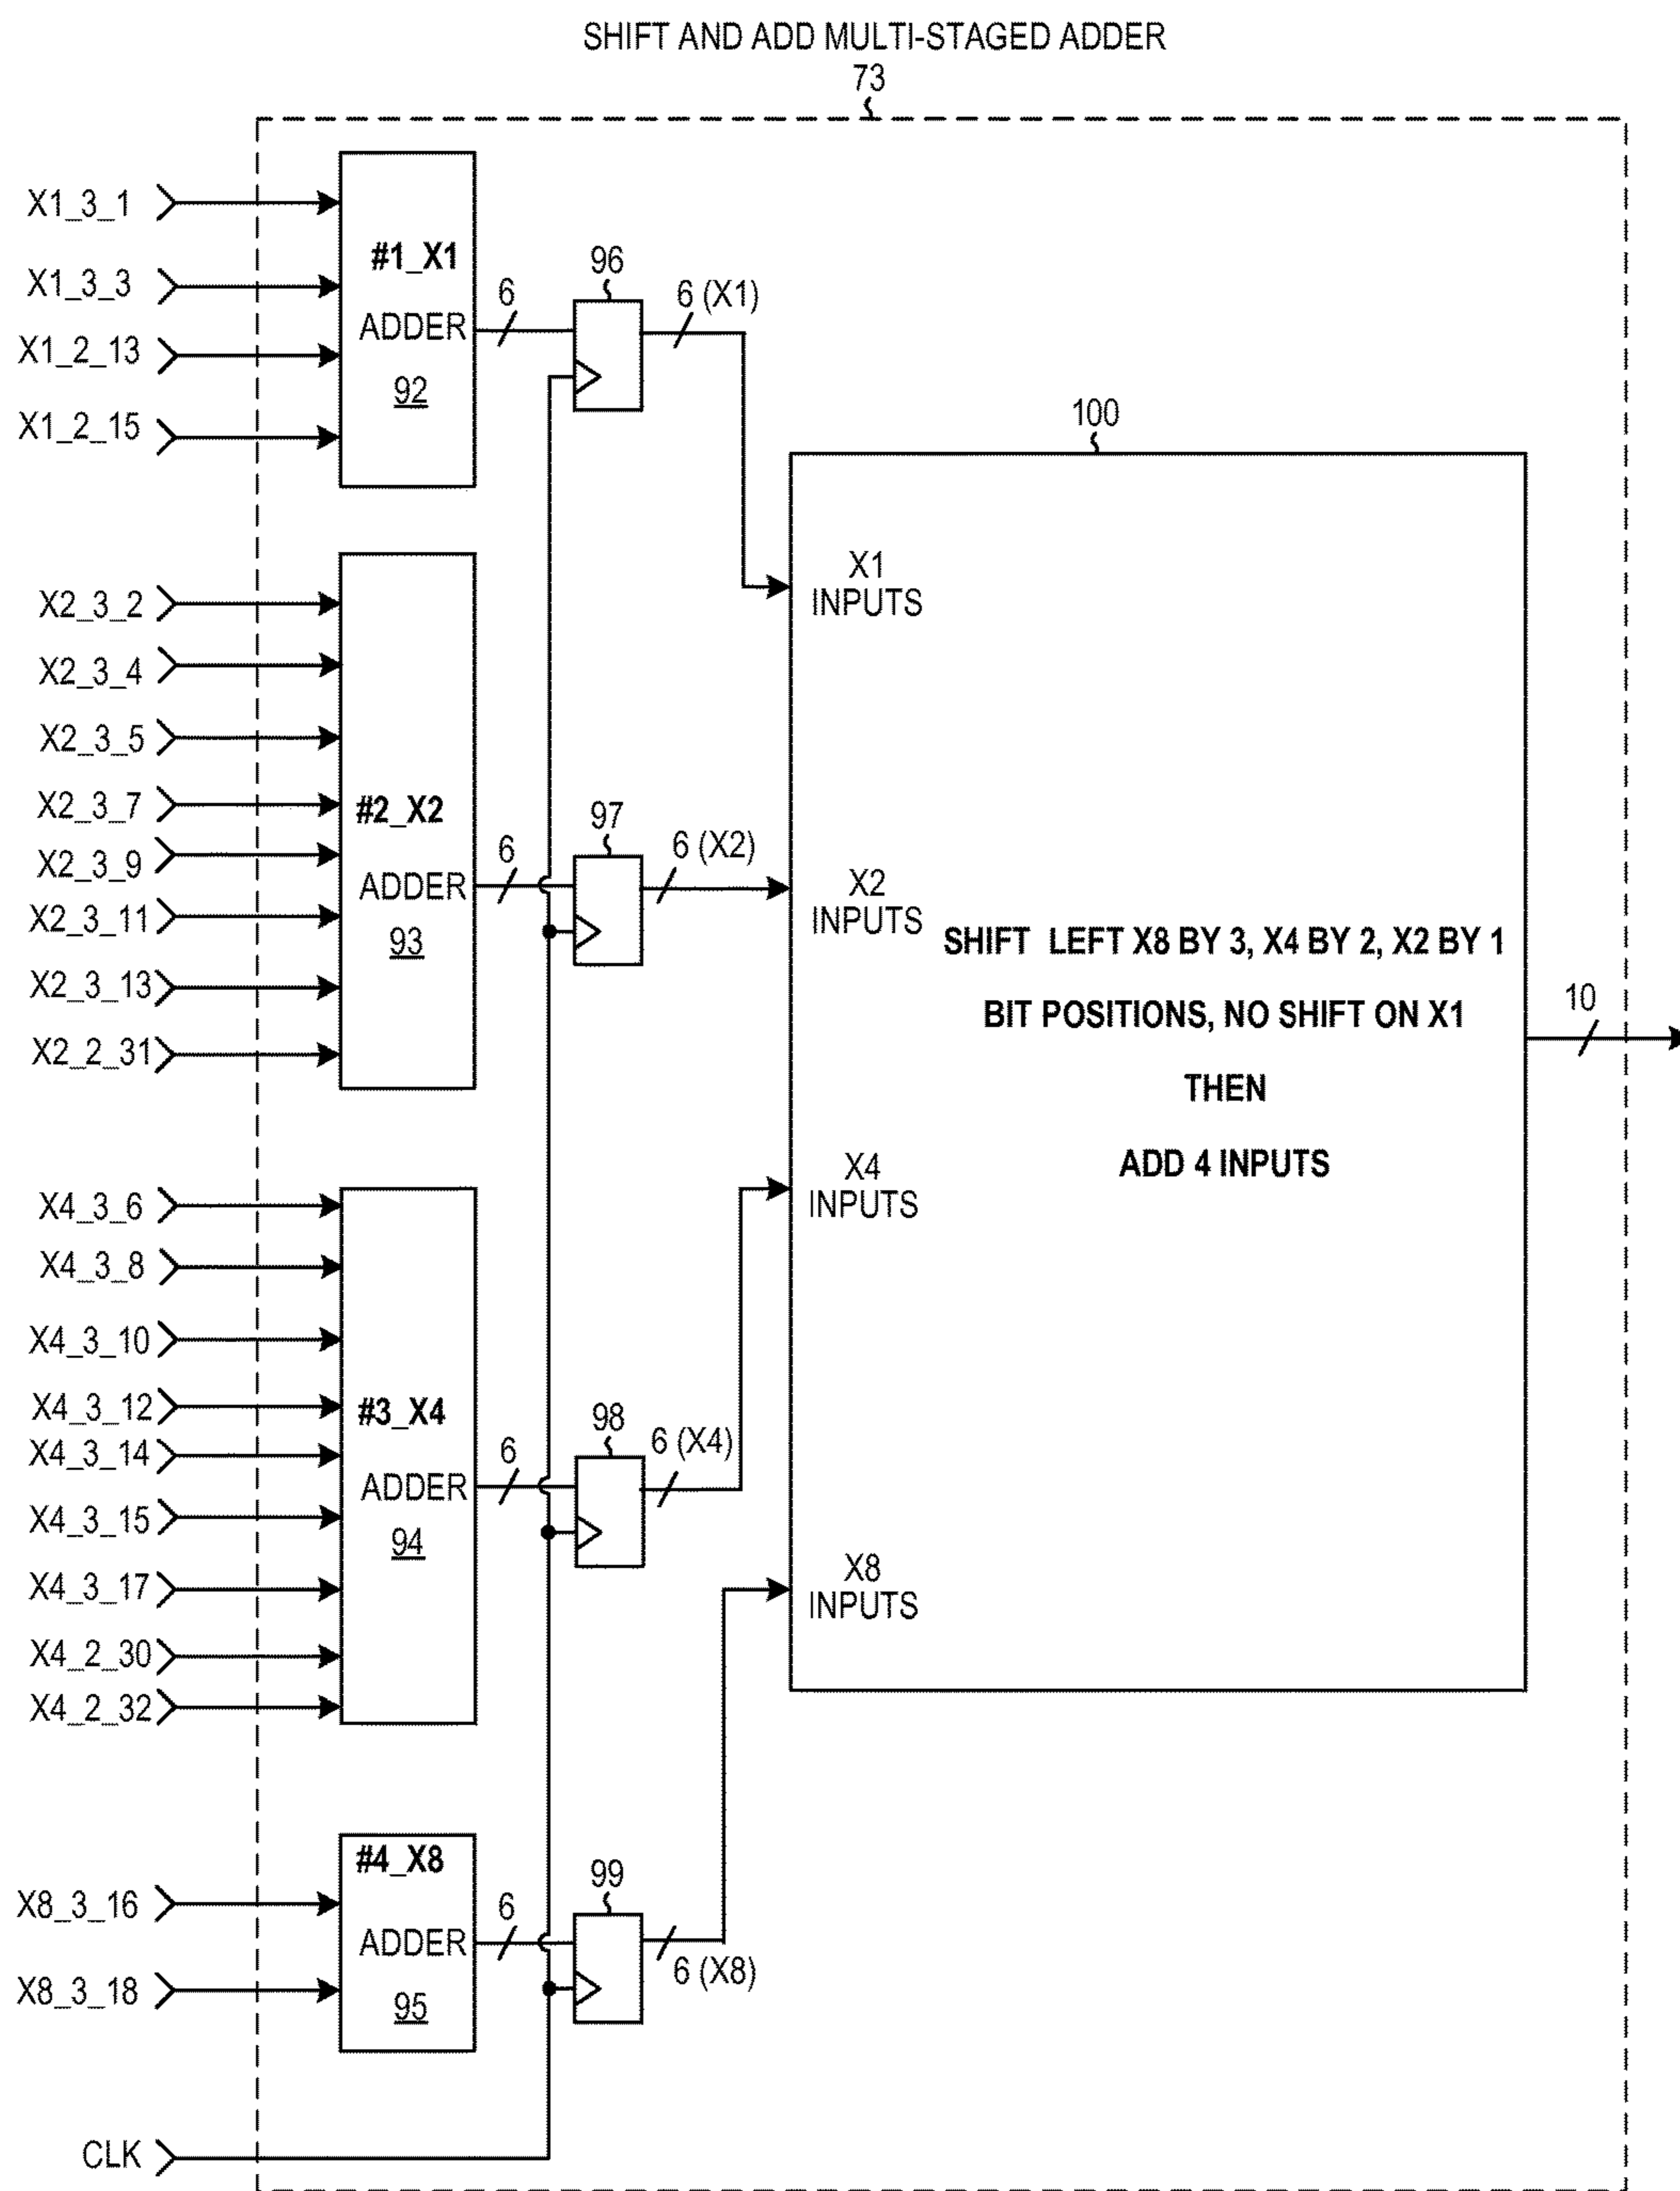 SHIFT AND ADD MULTI-STAGED ADDER
73
X1_3_1
X1_3_3
X1_2_13
X1_2_15
#1_X1
ADDER
92
6
96
6 (X1)
100
X2_3_2
X2_3_4
X2_3_5
X2_3_7
X2_3_9
X2_3_11
X2_3_13
X2_2_31
#2_X2
ADDER
93
6
97
6 (X2)
X4_3_6
X4_3_8
X4_3_10
X4_3_12
X4_3_14
X4_3_15
X4_3_17
X4_2_30
X4_2_32
#3_X4
ADDER
94
6
98
6 (X4)
X8_3_16
X8_3_18
#4_X8
ADDER
95
6
99
6 (X8)
CLK
X1
INPUTS
X2
INPUTS
X4
INPUTS
X8
INPUTS
SHIFT LEFT X8 BY 3, X4 BY 2, X2 BY 1
BIT POSITIONS, NO SHIFT ON X1
THEN
ADD 4 INPUTS
10